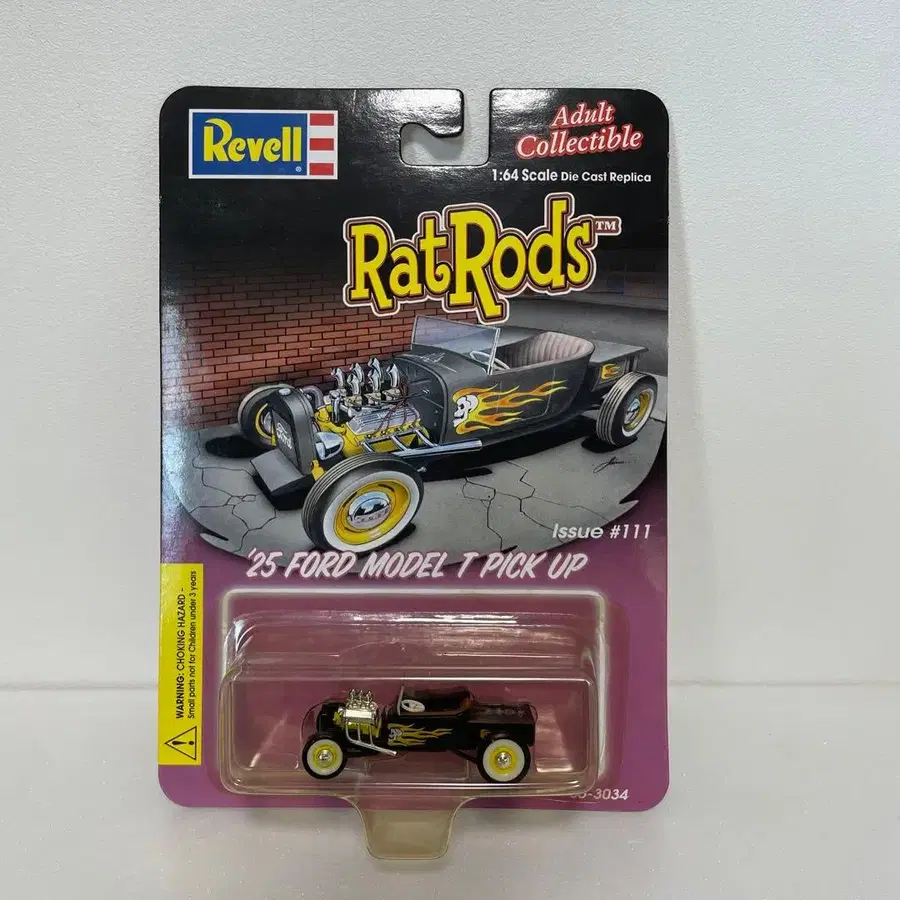 Revell®
Adult
Collectible
1:64 Scale Die Cast Replica
RatRods™
Issue #111
'25 FORD MODEL T PICK UP
WARNING: CHOKING HAZARD -
Small parts not for Children under 3 years
-3034